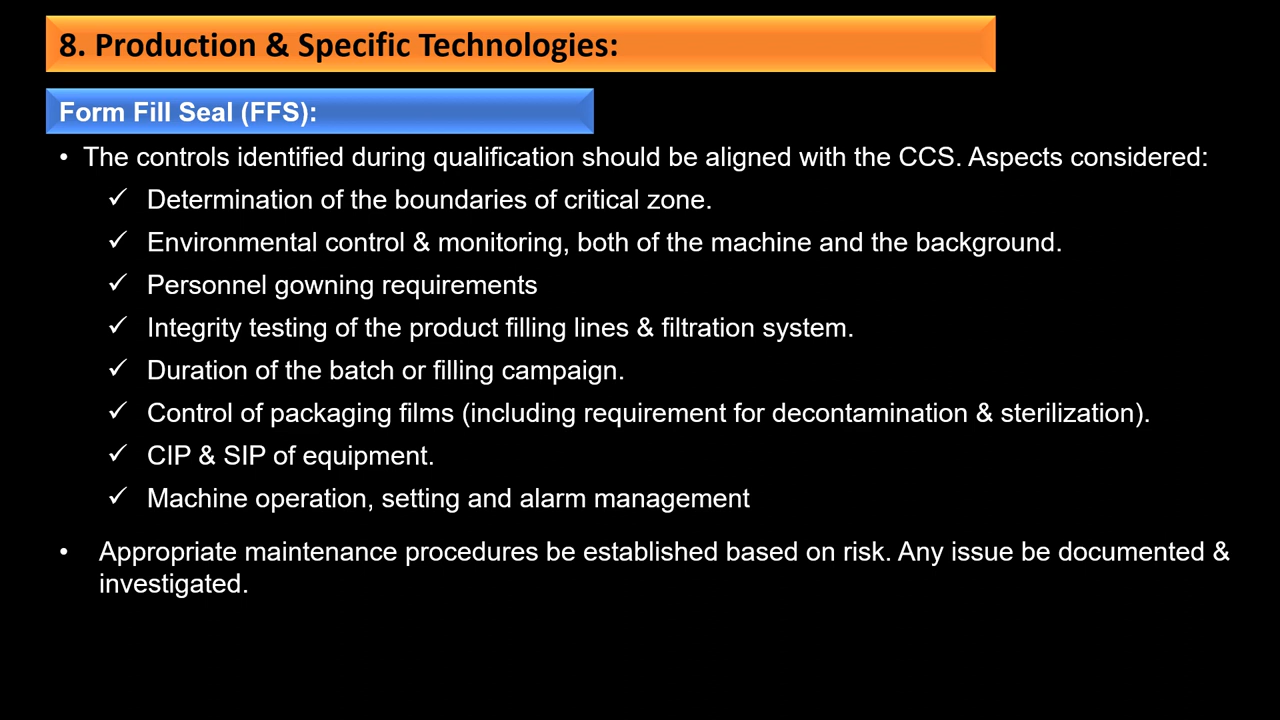 8. Production & Specific Technologies:
Form Fill Seal (FFS):
• The controls identified during qualification should be aligned with the CCS. Aspects considered:
✓ Determination of the boundaries of critical zone.
✓ Environmental control & monitoring, both of the machine and the background.
✓ Personnel gowning requirements
✓ Integrity testing of the product filling lines & filtration system.
✓ Duration of the batch or filling campaign.
✓ Control of packaging films (including requirement for decontamination & sterilization).
✓ CIP & SIP of equipment.
✓ Machine operation, setting and alarm management
• Appropriate maintenance procedures be established based on risk. Any issue be documented &
investigated.